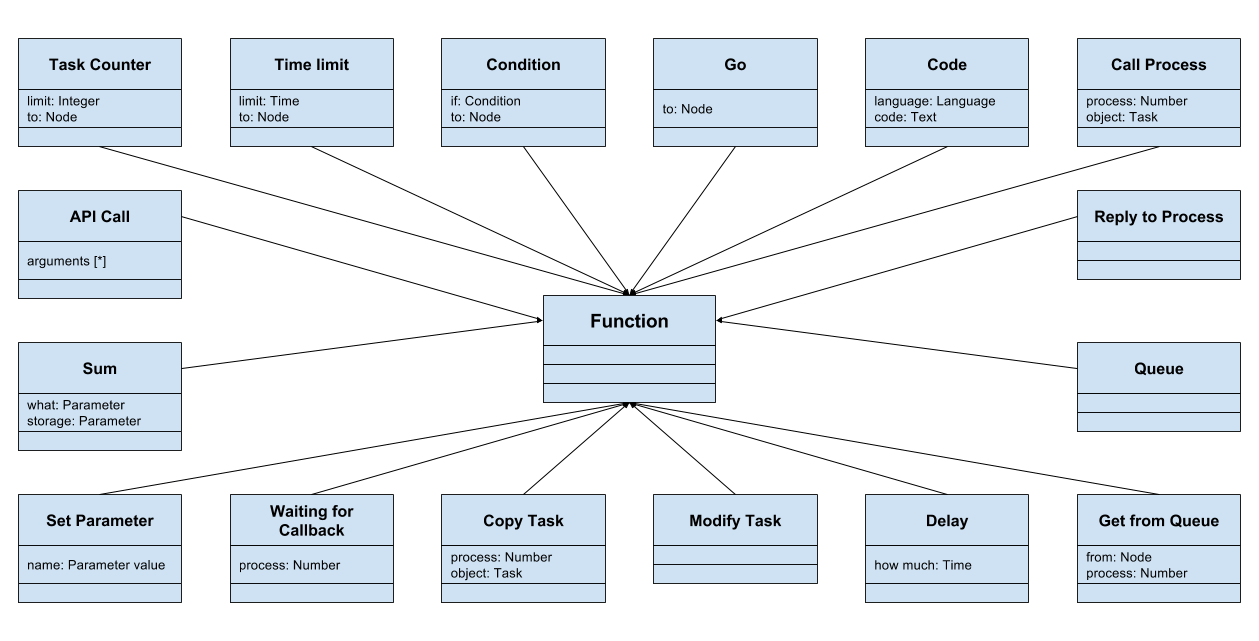 Task Counter
limit: Integer
to: Node
Time limit
limit: Time
to: Node
Condition
if: Condition
to: Node
Go
to: Node
Code
language: Language
code: Text
Call Process
process: Number
object: Task
API Call
arguments [*]
Reply to Process
Function
Sum
what: Parameter
storage: Parameter
Queue
Set Parameter
name: Parameter value
Waiting for
Callback
process: Number
Copy Task
process: Number
object: Task
Modify Task
Delay
how much: Time
Get from Queue
from: Node
process: Number